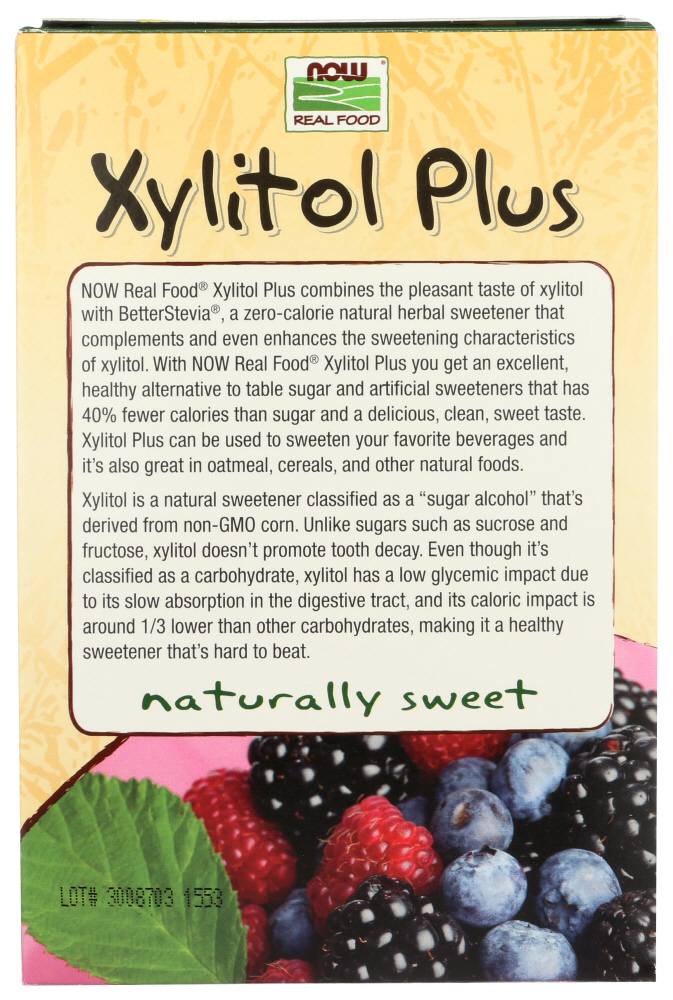 NOW®
REAL FOOD
Xylitol Plus
NOW Real Food® Xylitol Plus combines the pleasant taste of xylitol
with BetterStevia®, a zero-calorie natural herbal sweetener that
complements and even enhances the sweetening characteristics
of xylitol. With NOW Real Food® Xylitol Plus you get an excellent,
healthy alternative to table sugar and artificial sweeteners that has
40% fewer calories than sugar and a delicious, clean, sweet taste.
Xylitol Plus can be used to sweeten your favorite beverages and
it's also great in oatmeal, cereals, and other natural foods.
Xylitol is a natural sweetener classified as a “sugar alcohol” that's
derived from non-GMO corn. Unlike sugars such as sucrose and
fructose, xylitol doesn't promote tooth decay. Even though it's
classified as a carbohydrate, xylitol has a low glycemic impact due
to its slow absorption in the digestive tract, and its caloric impact is
around 1/3 lower than other carbohydrates, making it a healthy
sweetener that's hard to beat.
naturally sweet
LOT# 3008703 1553